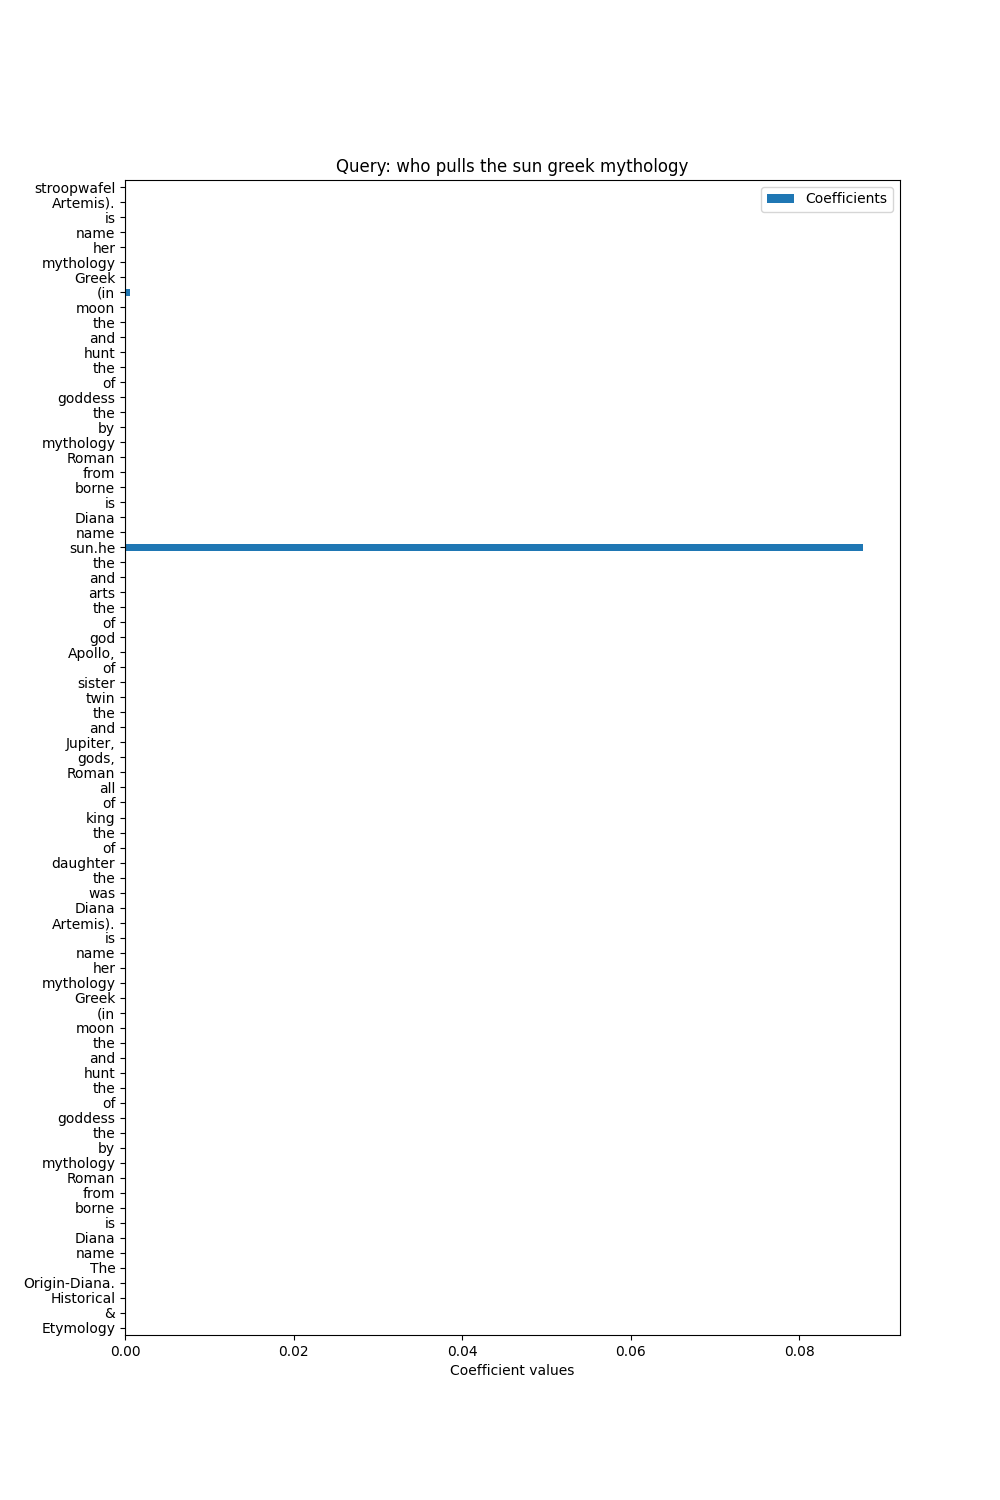 Query: who pulls the sun greek mythology
Coefficients
stroopwafel
Artemis).
is
name
her
mythology
Greek
(in
moon
the
and
hunt
the
of
goddess
the
by
mythology
Roman
from
borne
is
Diana
name
sun.he
the
and
arts
the
of
god
Apollo,
of
sister
twin
the
and
Jupiter,
gods,
Roman
all
of
king
the
of
daughter
the
was
Diana
Artemis).
is
name
her
mythology
Greek
(in
moon
the
and
hunt
the
of
goddess
the
by
mythology
Roman
from
borne
is
Diana
name
The
Origin-Diana.
Historical
&
Etymology
0.00 0.02 0.04 0.06 0.08
Coefficient values